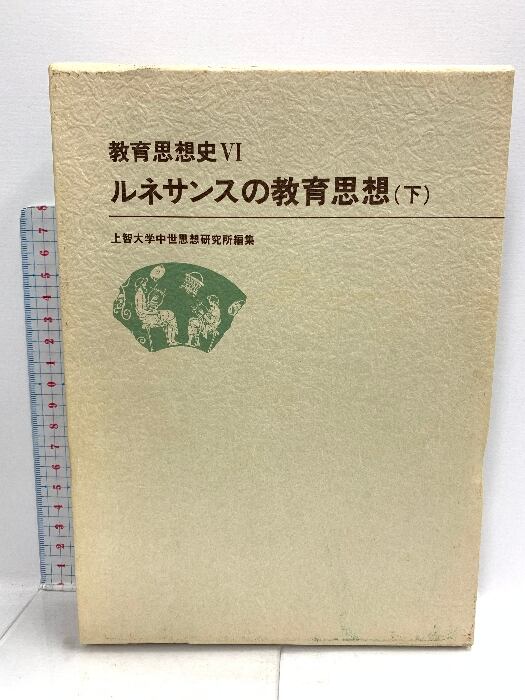 教育思想史 VI
ルネサンスの教育思想(下)
上智大学中世思想研究所編集